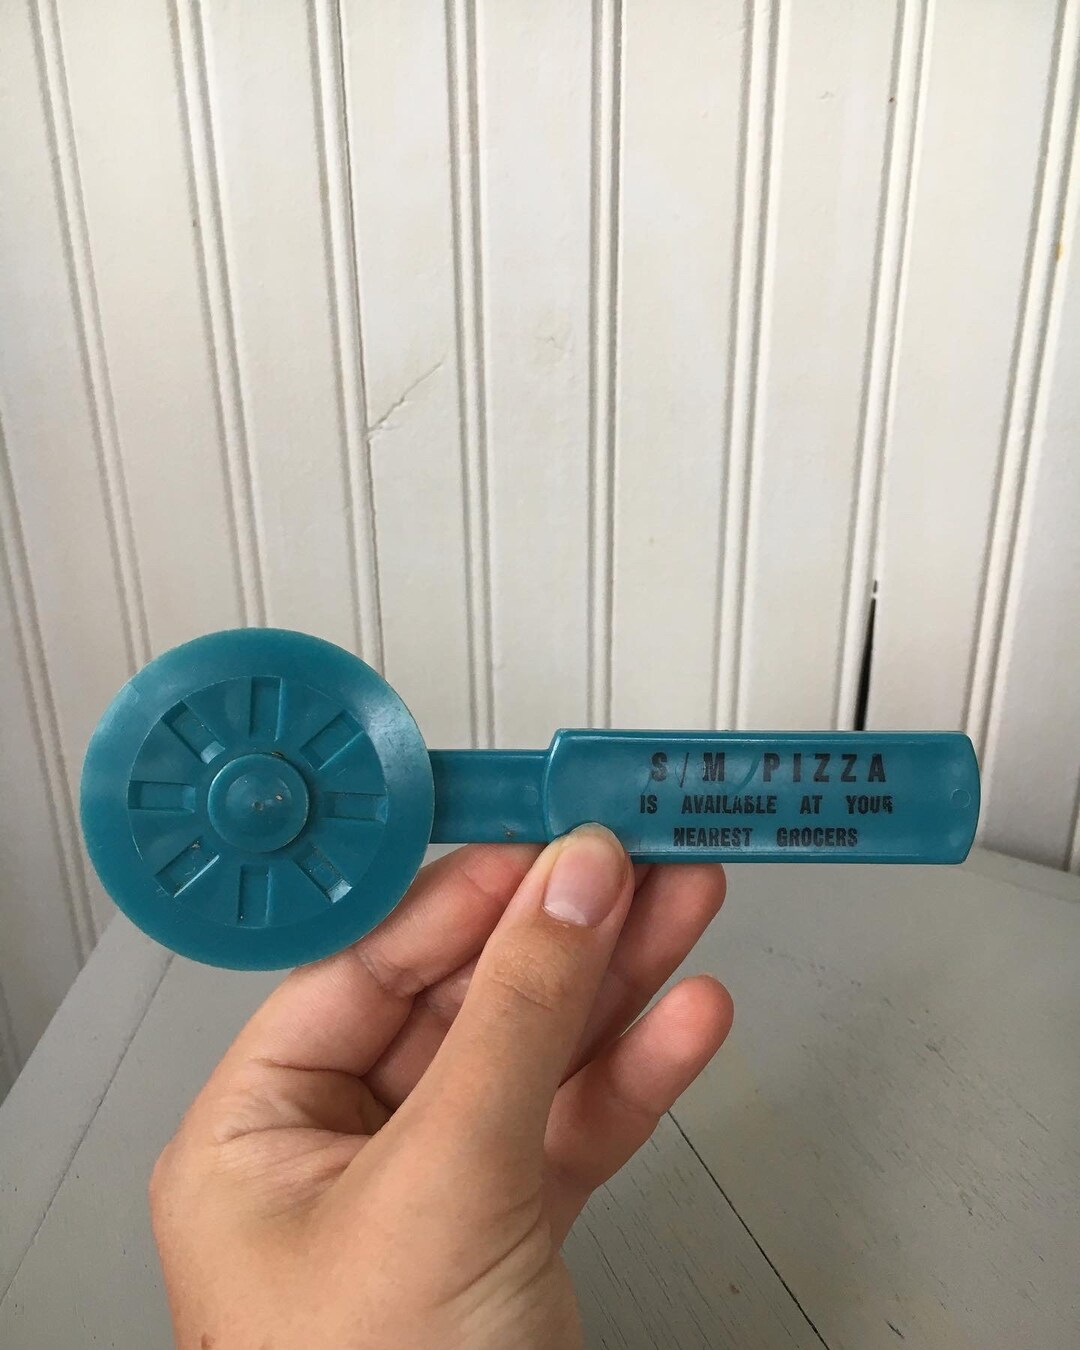 S/M PIZZA
IS AVAILABLE AT YOUR
NEAREST GROCERS